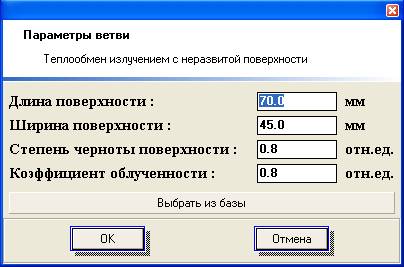 Параметры ветви
Теплообмен излучением с неразвитой поверхности
Длина поверхности : 70.0 мм
Ширина поверхности : 45.0 мм
Степень черноты поверхности : 0.8 отн.ед.
Коэффициент облученности : 0.8 отн.ед.
Выбрать из базы
OK Отмена